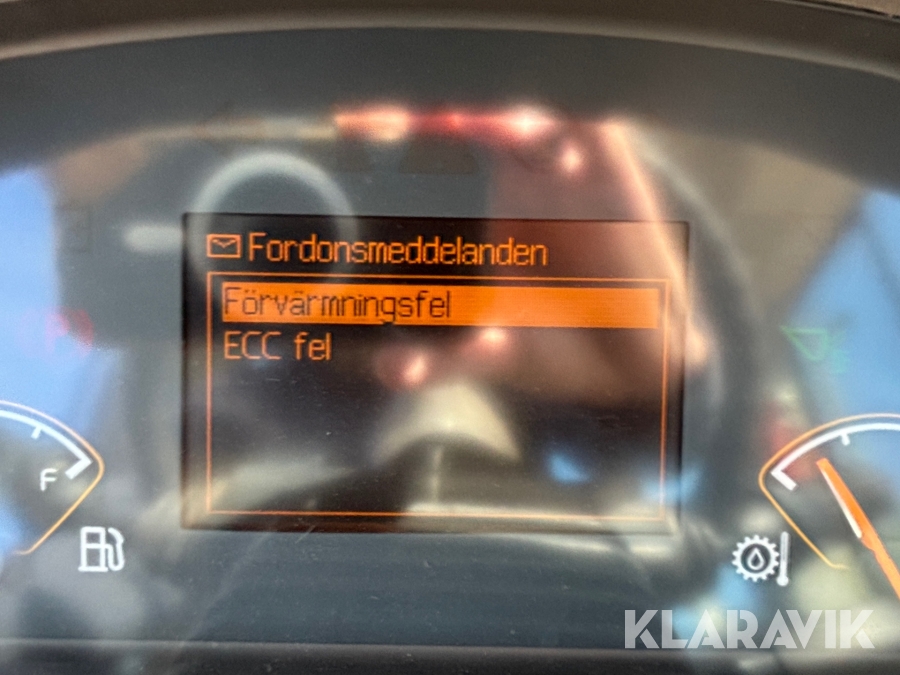 Fordonsmeddelanden
Förvärmningsfel
ECC fel
F
KLARAVIK